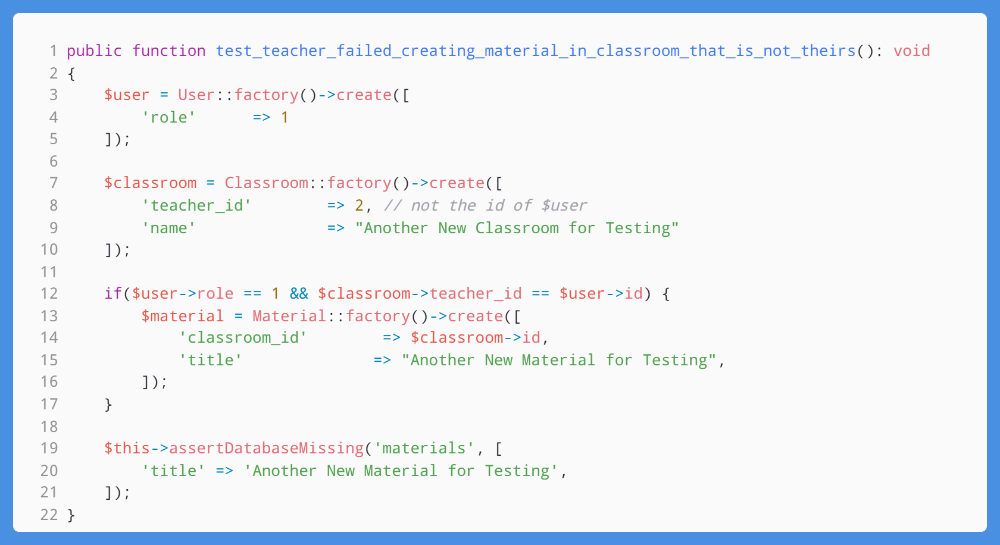 1 public function test_teacher_failed_creating_material_in_classroom_that_is_not_theirs(): void
2 {
3     $user = User::factory()->create([
4         'role'      => 1
5     ]);
6
7     $classroom = Classroom::factory()->create([
8         'teacher_id'        => 2, // not the id of $user
9         'name'              => "Another New Classroom for Testing"
10     ]);
11
12     if($user->role == 1 && $classroom->teacher_id == $user->id) {
13         $material = Material::factory()->create([
14             'classroom_id'        => $classroom->id,
15             'title'              => "Another New Material for Testing",
16         ]);
17     }
18
19     $this->assertDatabaseMissing('materials', [
20         'title' => 'Another New Material for Testing',
21     ]);
22 }